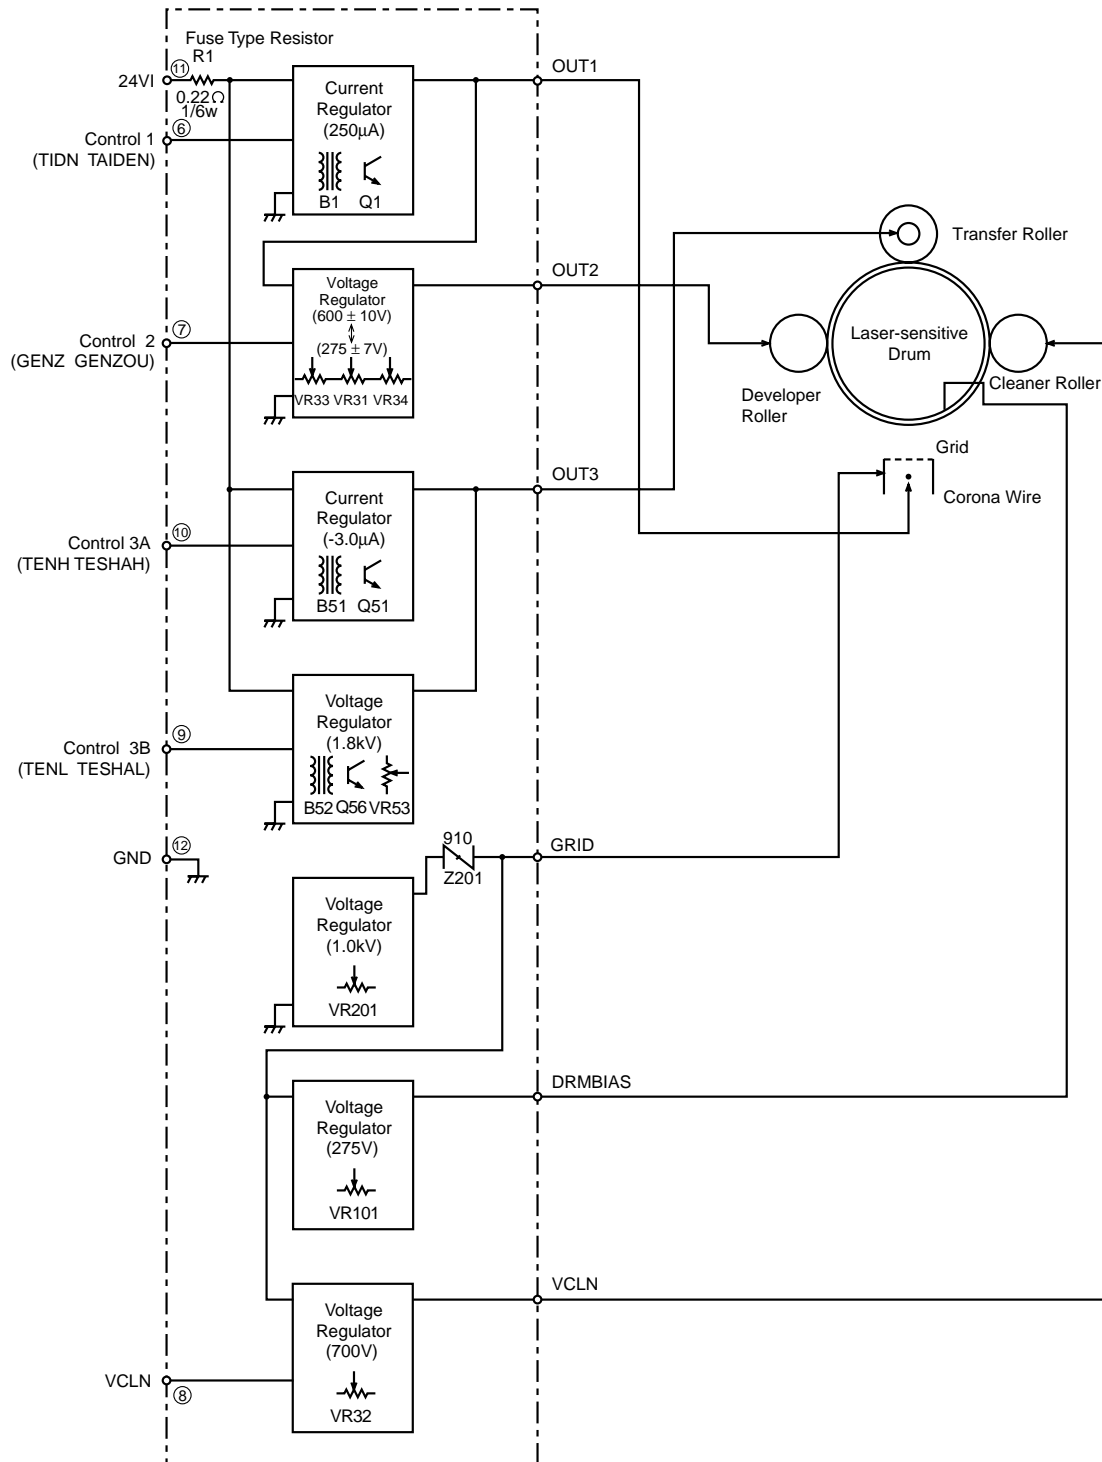 Fuse Type Resistor
R1
24VI
⑪
0.22Ω
1/6w
Control 1
(TIDN TAIDEN)
⑥
Current
Regulator
(250µA)
B1
Q1
OUT1
Voltage
Regulator
(600 ± 10V)
(275 ± 7V)
VR33
VR31
VR34
Control 2
(GENZ GENZOU)
⑦
OUT2
Transfer Roller
Laser-sensitive
Drum
Developer
Roller
Cleaner Roller
Grid
Corona Wire
Current
Regulator
(-3.0µA)
B51
Q51
Control 3A
(TENH TESHAH)
⑩
OUT3
Voltage
Regulator
(1.8kV)
B52
Q56
VR53
Control 3B
(TENL TESHAL)
⑨
GND
⑫
910
Z201
GRID
Voltage
Regulator
(1.0kV)
VR201
DRMBIAS
Voltage
Regulator
(275V)
VR101
VCLN
Voltage
Regulator
(700V)
VR32
VCLN
⑧